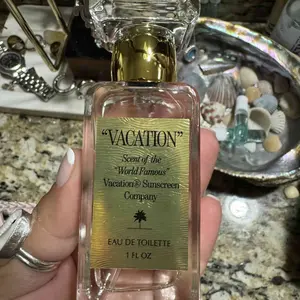 "VACATION"
Scent of the
"World Famous"
Vacation® Sunscreen
Company
EAU DE TOILETTE
1 FL OZ